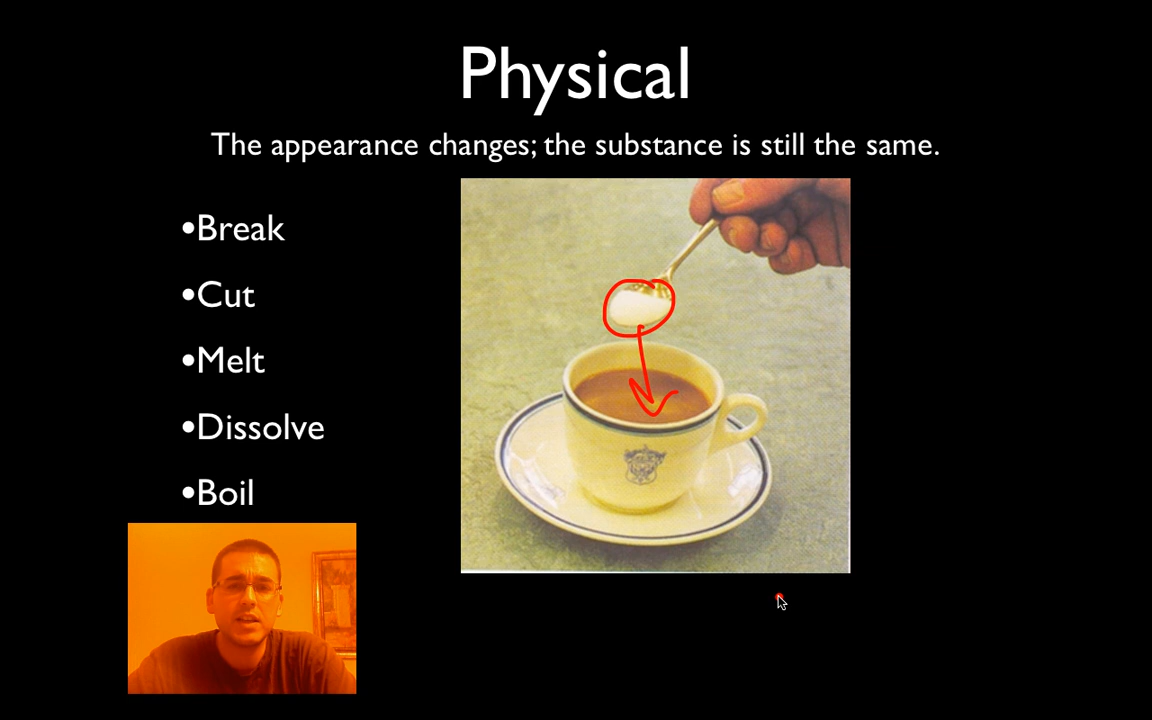 Physical
The appearance changes; the substance is still the same.
•Break
•Cut
•Melt
•Dissolve
•Boil